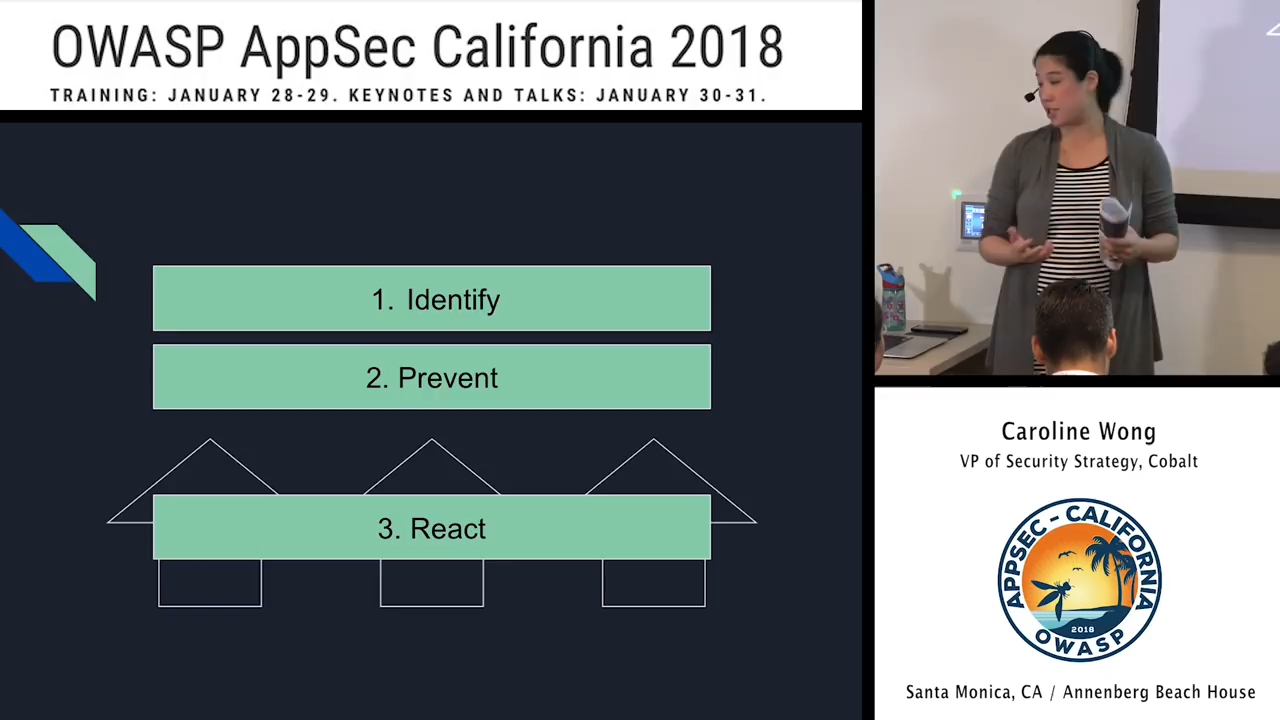 OWASP AppSec California 2018
TRAINING: JANUARY 28-29. KEYNOTES AND TALKS: JANUARY 30-31.
1. Identify
2. Prevent
3. React
Caroline Wong
VP of Security Strategy, Cobalt
APPSEC - CALIFORNIA
2018
OWASP
Santa Monica, CA / Annenberg Beach House